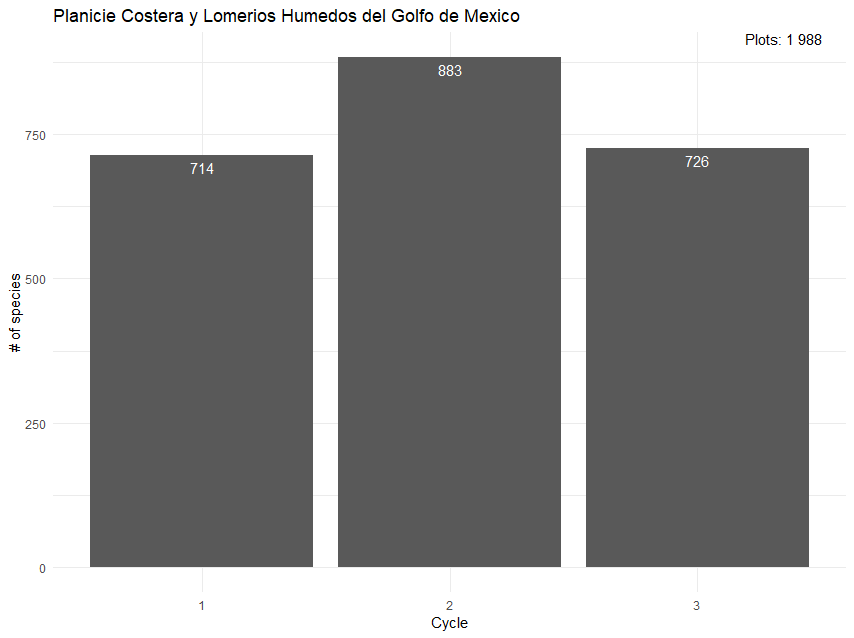 Planicie Costera y Lomerios Humedos del Golfo de Mexico
Plots: 1 988
883
714
726
750
500
250
0
# of species
1 2 3
Cycle